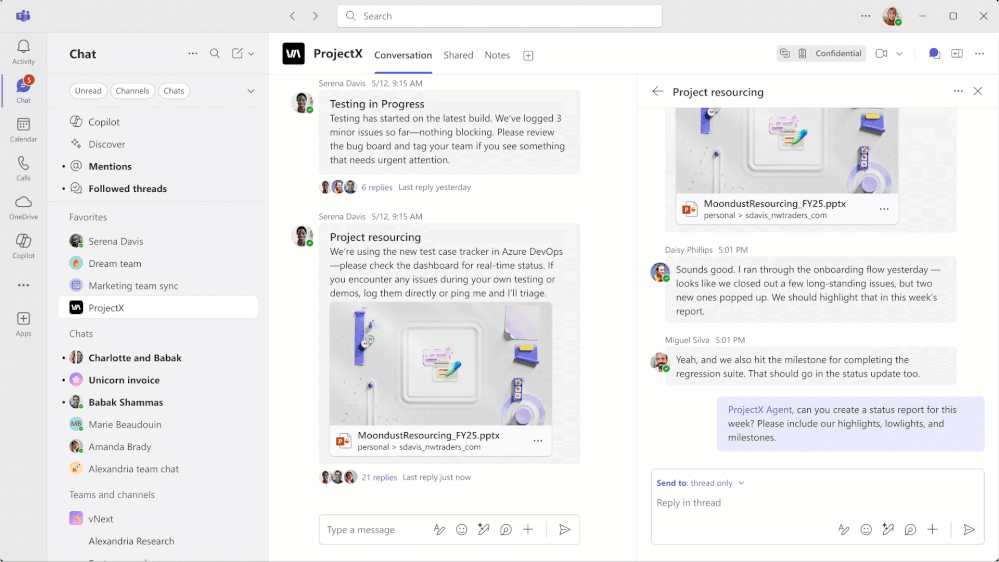 Search
Activity
5
Chat
Calendar
Calls
OneDrive
Copilot
Apps
Chat
Unread
Channels
Chats
Copilot
Discover
Mentions
Followed threads
Favorites
Serena Davis
Dream team
Marketing team sync
ProjectX
Chats
Charlotte and Babak
Unicorn invoice
Babak Shammas
MB
Marie Beaudouin
Amanda Brady
Alexandria team chat
Teams and channels
vNext
Alexandria Research
ProjectX
Conversation
Shared
Notes
Confidential
Serena Davis 5/12, 9:15 AM
Testing in Progress
Testing has started on the latest build. We've logged 3
minor issues so far—nothing blocking. Please review
the bug board and tag your team if you see something
that needs urgent attention.
6 replies Last reply yesterday
Serena Davis 5/12, 9:15 AM
Project resourcing
We're using the new test case tracker in Azure DevOps
—please check the dashboard for real-time status. If
you encounter any issues during your own testing or
demos, log them directly or ping me and I'll triage.
MoondustResourcing_FY25.pptx
personal > sdavis_nwtraders_com
21 replies Last reply just now
Type a message
Project resourcing
MoondustResourcing_FY25.pptx
personal > sdavis_nwtraders_com
Daisy Phillips 5:01 PM
Sounds good. I ran through the onboarding flow yesterday —
looks like we closed out a few long-standing issues, but two
new ones popped up. We should highlight that in this week's
report.
Miguel Silva 5:01 PM
Yeah, and we also hit the milestone for completing the
regression suite. That should go in the status update too.
ProjectX Agent, can you create a status report for this
week? Please include our highlights, lowlights, and
milestones.
Send to: thread only
Reply in thread